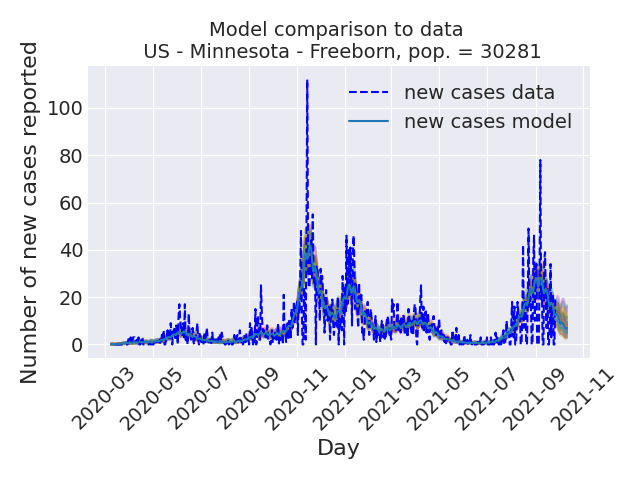 Model comparison to data
US - Minnesota - Freeborn, pop. = 30281
new cases data
new cases model
Number of new cases reported
100
80
60
40
20
0
2020-03
2020-05
2020-07
2020-09
2020-11
2021-01
2021-03
2021-05
2021-07
2021-09
2021-11
Day